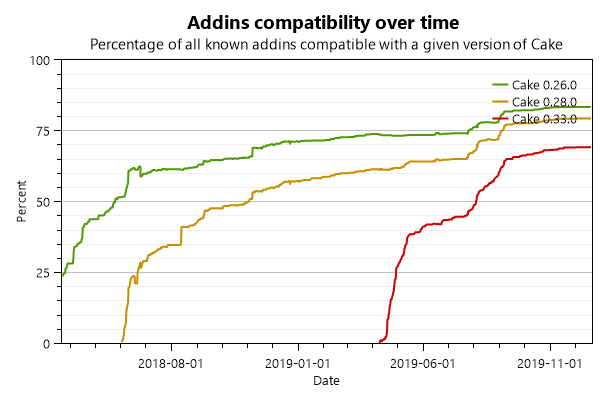 Addins compatibility over time
Percentage of all known addins compatible with a given version of Cake
100
75
50
25
0
Percent
Cake 0.26.0
Cake 0.28.0
Cake 0.33.0
2018-08-01
2019-01-01
2019-06-01
2019-11-01
Date